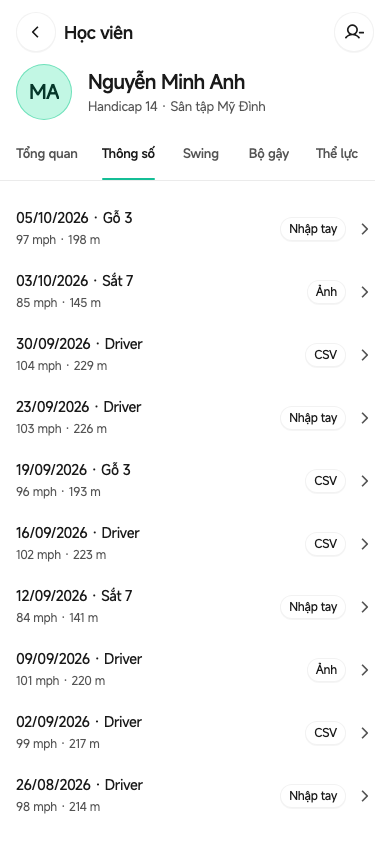 Học viên
MA
Nguyễn Minh Anh
Handicap 14 · Sân tập Mỹ Đình
Tổng quan Thông số Swing Bộ gậy Thể lực
05/10/2026 · Gỗ 3
97 mph · 198 m
Nhập tay
03/10/2026 · Sắt 7
85 mph · 145 m
Ảnh
30/09/2026 · Driver
104 mph · 229 m
CSV
23/09/2026 · Driver
103 mph · 226 m
Nhập tay
19/09/2026 · Gỗ 3
96 mph · 193 m
CSV
16/09/2026 · Driver
102 mph · 223 m
CSV
12/09/2026 · Sắt 7
84 mph · 141 m
Nhập tay
09/09/2026 · Driver
101 mph · 220 m
Ảnh
02/09/2026 · Driver
99 mph · 217 m
CSV
26/08/2026 · Driver
98 mph · 214 m
Nhập tay